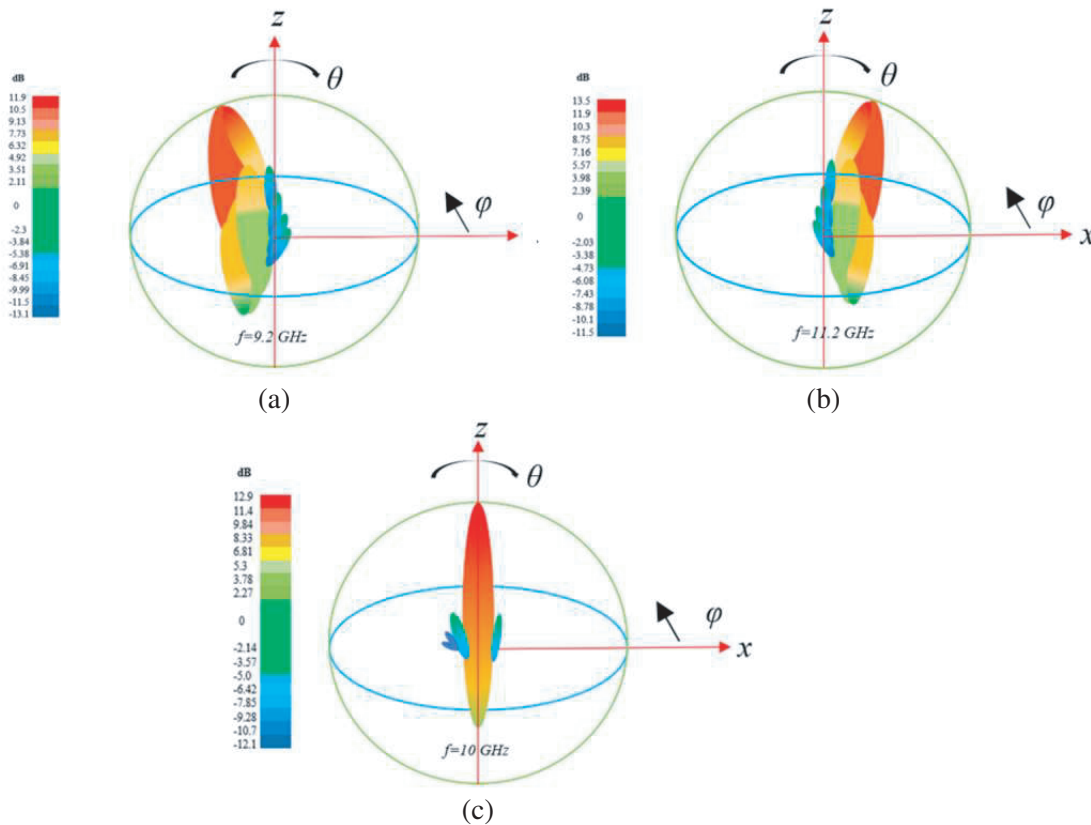 z
θ
dB
11.9
10.5
9.13
7.73
6.32
4.92
3.51
2.11
0
-2.3
-3.84
-5.38
-6.91
-8.45
-9.99
-11.5
-13.1
φ
f=9.2 GHz
(a)
z
θ
dB
13.5
11.9
10.3
8.75
7.16
5.57
3.98
2.39
0
-2.03
-3.38
-4.73
-6.08
-7.43
-8.78
-10.1
-11.5
φ
x
f=11.2 GHz
(b)
z
θ
dB
12.9
11.4
9.84
8.33
6.81
5.3
3.78
2.27
0
-2.14
-3.57
-5.0
-6.42
-7.85
-9.28
-10.7
-12.1
φ
x
f=10 GHz
(c)